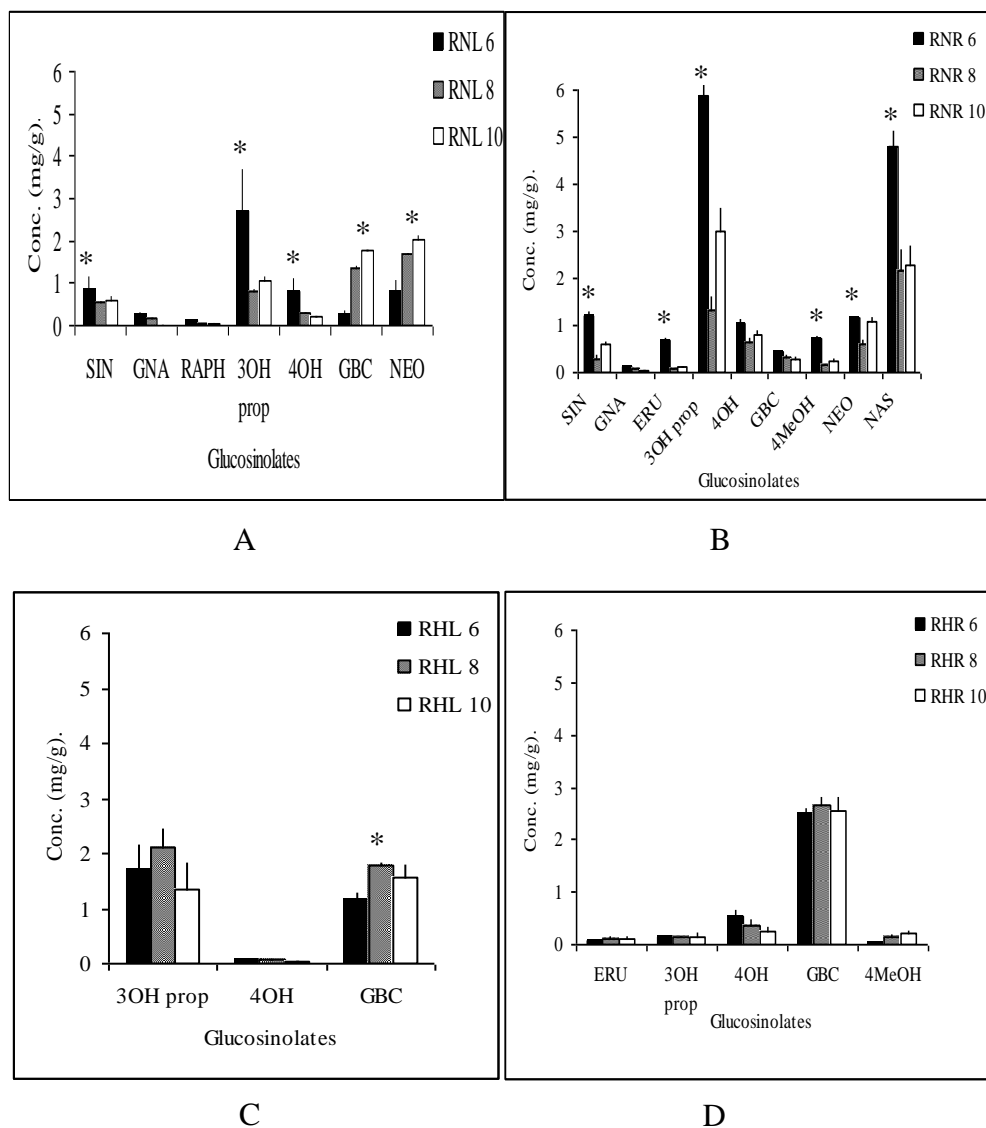 RNL 6
RNL 8
RNL 10
Conc. (mg/g).
6
5
4
3
2
1
0
* * * * *
SIN GNA RAPH 3OH prop 4OH GBC NEO
Glucosinolates
A
RNR 6
RNR 8
RNR 10
Conc. (mg/g).
6
5
4
3
2
1
0
* * * * * *
SIN GNA ERU 3OH prop 4OH GBC 4MeOH NEO NAS
Glucosinolates
B
RHL 6
RHL 8
RHL 10
Conc. (mg/g).
6
5
4
3
2
1
0
*
3OH prop 4OH GBC
Glucosinolates
C
RHR 6
RHR 8
RHR 10
Conc. (mg/g).
6
5
4
3
2
1
0
ERU 3OH prop 4OH GBC 4MeOH
Glucosinolates
D